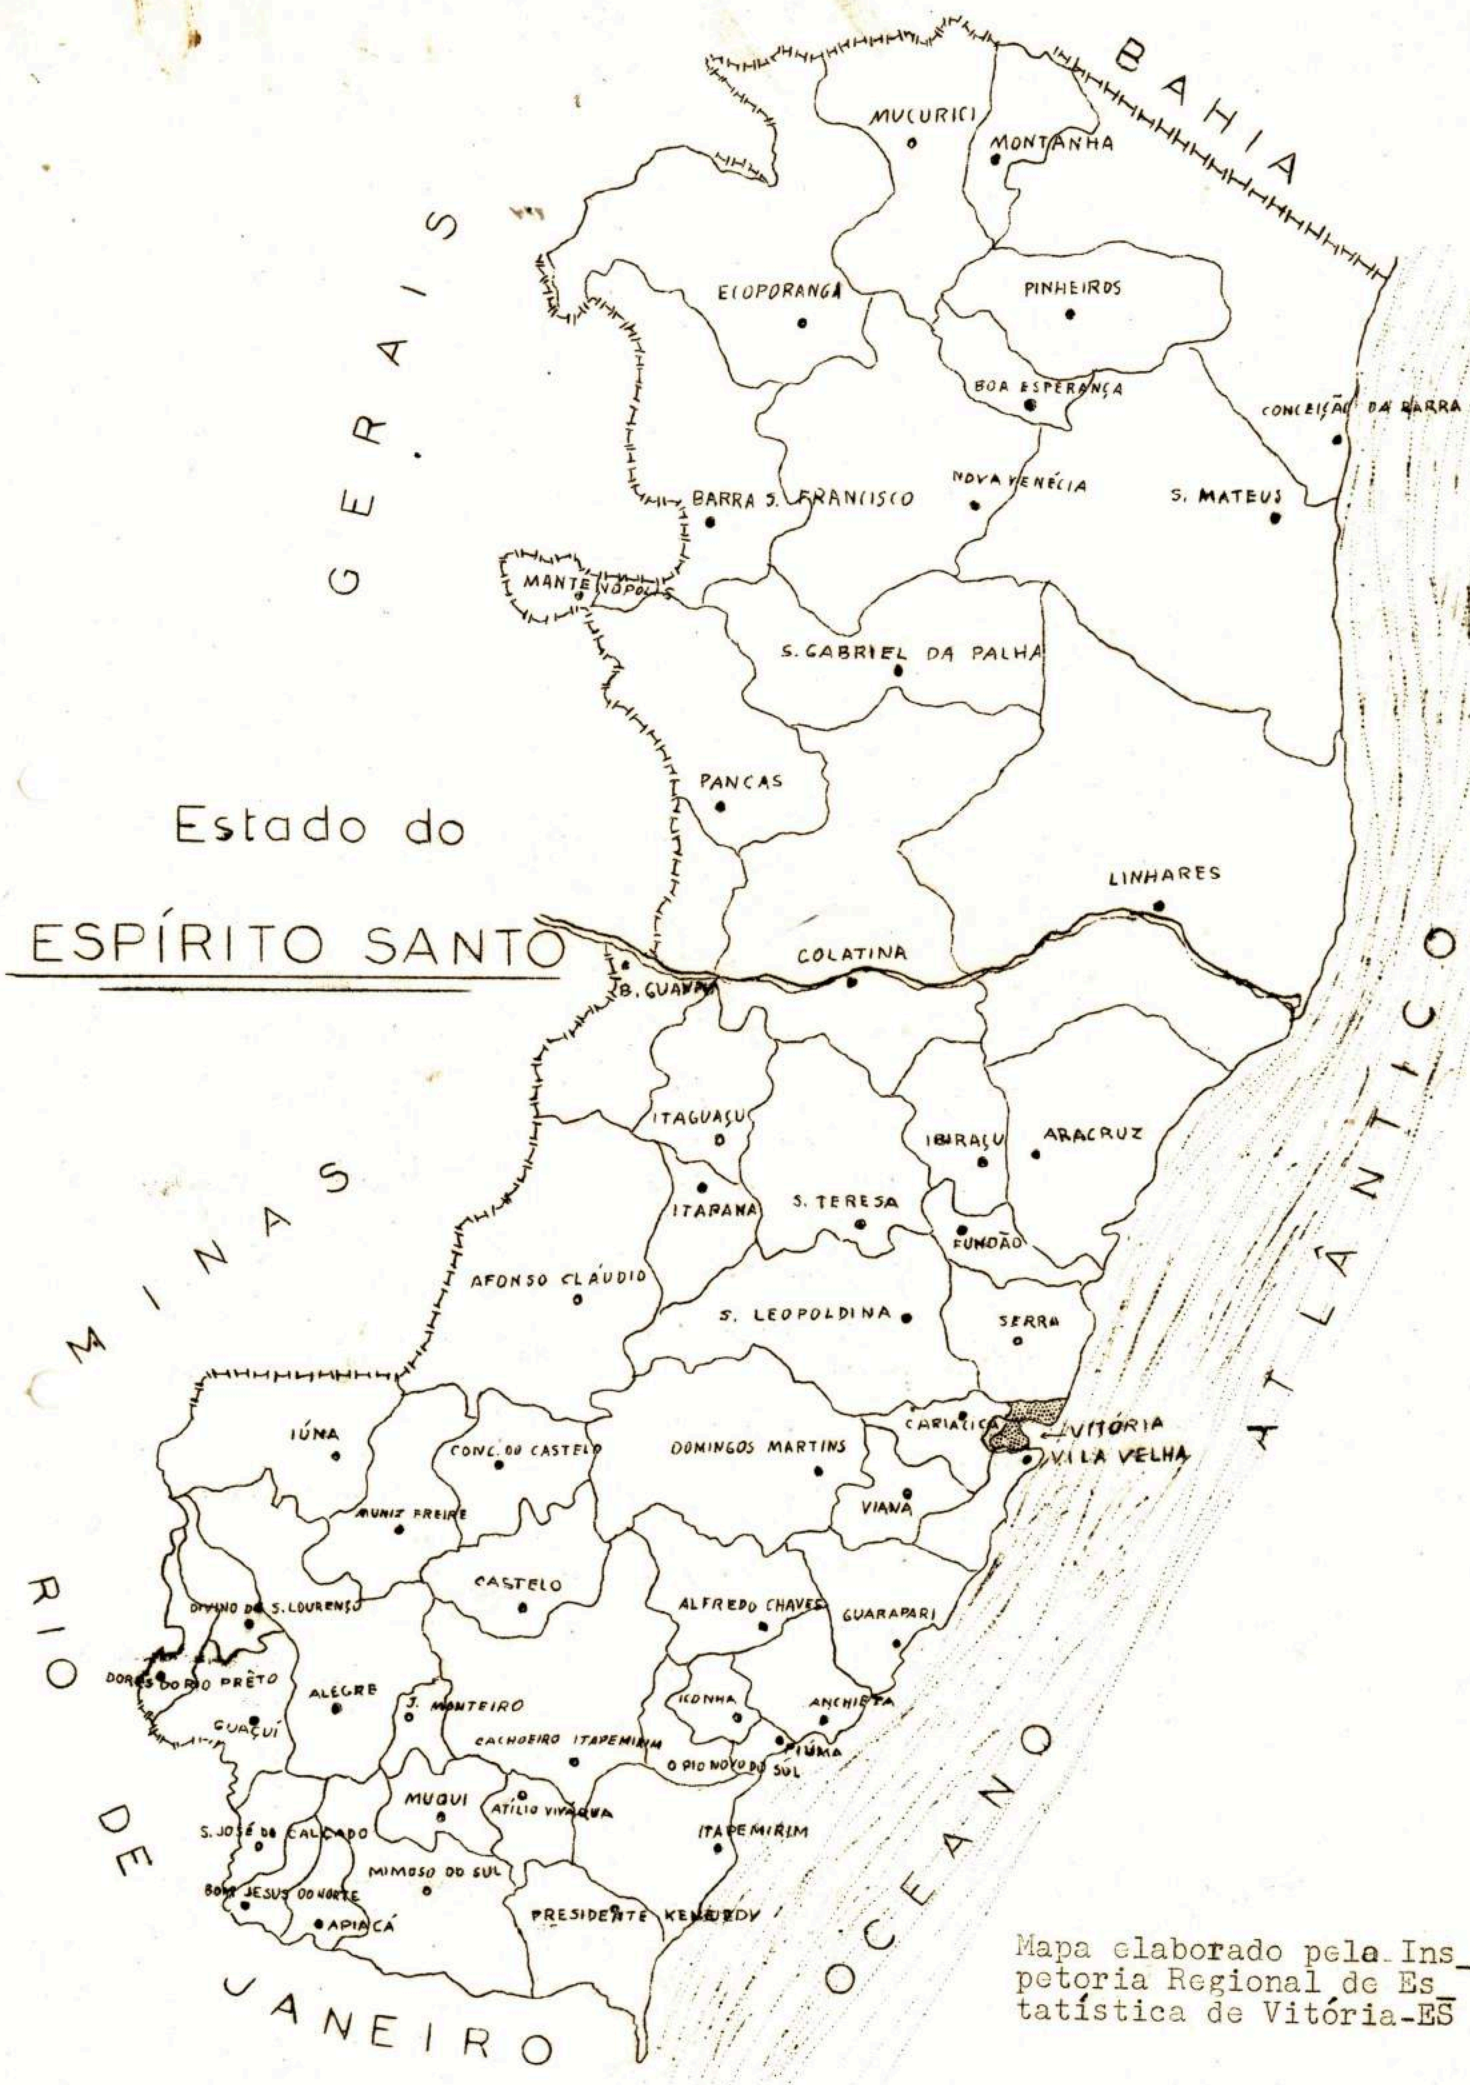 BAHIA
MUCURICI
MONTANHA
MINAS GERAIS
ECOPORANGA
PINHEIROS
BOA ESPERANÇA
CONCEIÇÃO DA BARRA
NOVA VENÉCIA
BARRA S. FRANCISCO
S. MATEUS
MANTENÓPOLIS
S. GABRIEL DA PALHA
PANCAS
Estado do
ESPÍRITO SANTO
LINHARES
COLATINA
B. GUANDU
ITAGUAÇU
IBIRAÇU
ARACRUZ
ITARANA
S. TERESA
FUNDÃO
AFONSO CLÁUDIO
S. LEOPOLDINA
SERRA
CARIACICA
VITÓRIA
VILA VELHA
IÚNA
CONC. DO CASTELO
DOMINGOS MARTINS
VIANA
MUNIZ FREIRE
CASTELO
ALFREDO CHAVES
GUARAPARI
DIVINO DE S. LOURENÇO
DORES DO RIO PRÊTO
ALEGRE
J. MONTEIRO
ICONHA
ANCHIETA
GUAÇUÍ
CACHOEIRO ITAPEMIRIM
PIÚMA
O RIO NOVO DO SUL
MUQUI
ATÍLIO VIVÁQUA
S. JOSÉ DO CALÇADO
ITAPEMIRIM
MIMOSO DO SUL
BOM JESUS DO NORTE
APIACÁ
PRESIDENTE KENNEDY
RIO DE JANEIRO
OCEANO ATLÂNTICO
Mapa elaborado pela Ins_
petoria Regional de Es_
tatística de Vitória-ES